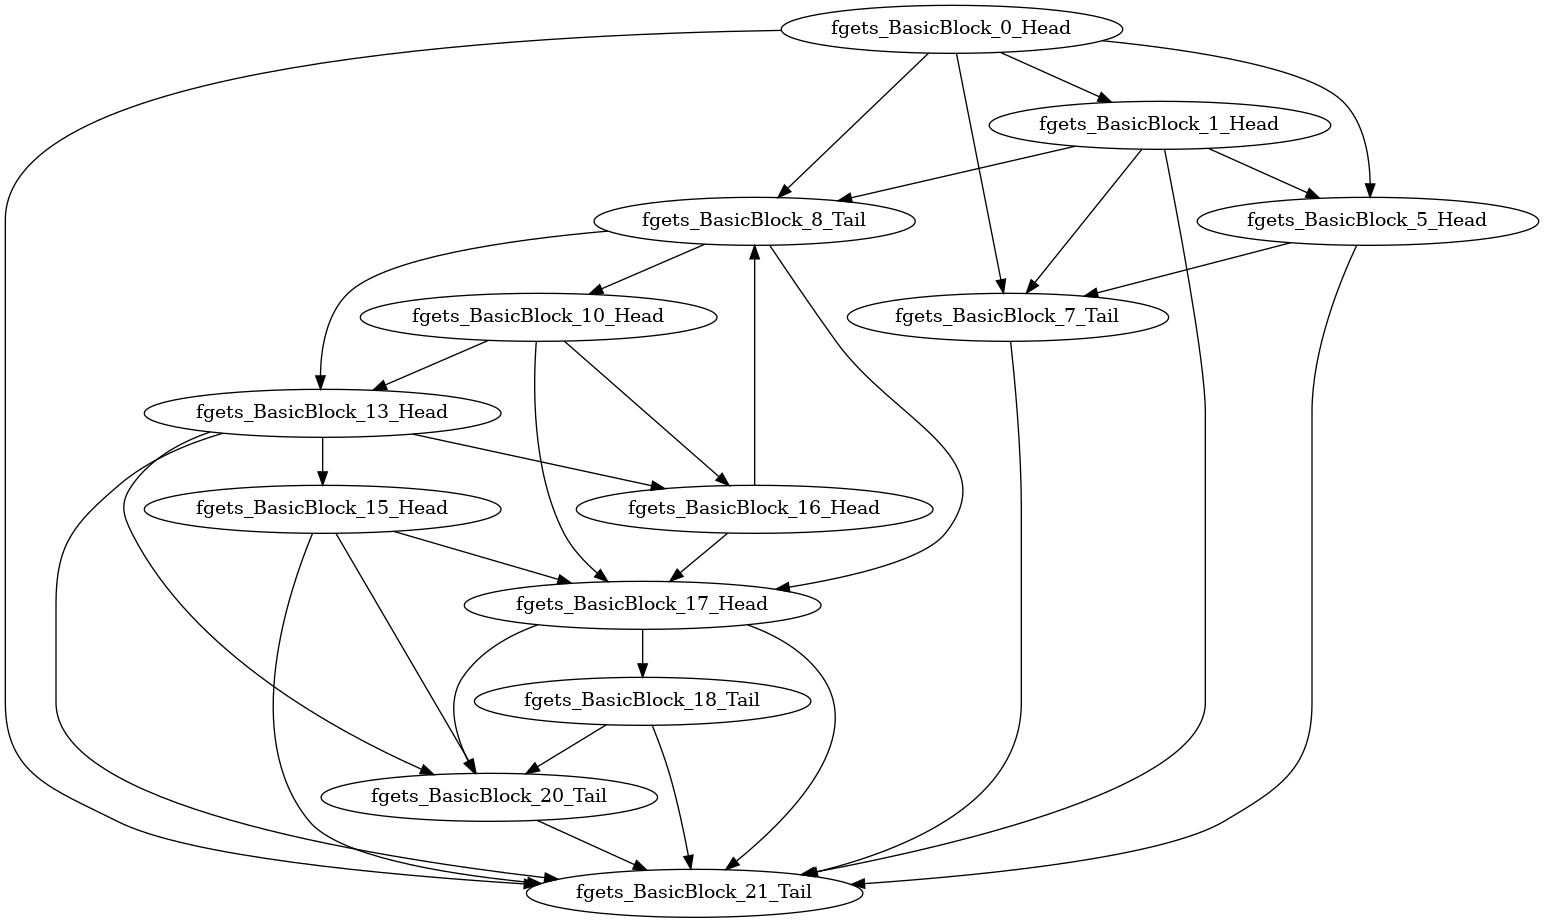 fgets_BasicBlock_0_Head
fgets_BasicBlock_1_Head
fgets_BasicBlock_8_Tail
fgets_BasicBlock_5_Head
fgets_BasicBlock_10_Head
fgets_BasicBlock_7_Tail
fgets_BasicBlock_13_Head
fgets_BasicBlock_15_Head
fgets_BasicBlock_16_Head
fgets_BasicBlock_17_Head
fgets_BasicBlock_18_Tail
fgets_BasicBlock_20_Tail
fgets_BasicBlock_21_Tail